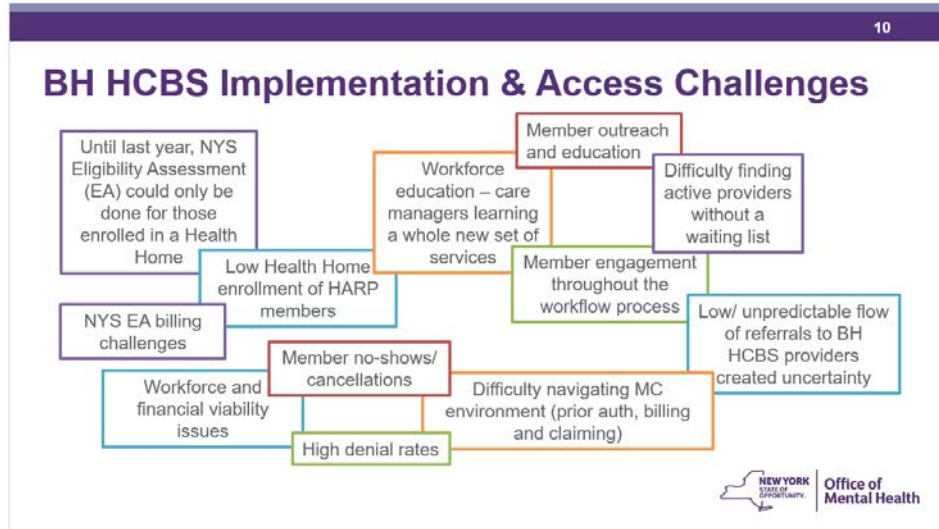 10
BH HCBS Implementation & Access Challenges
Until last year, NYS
Eligibility Assessment
(EA) could only be
done for those
enrolled in a Health
Home
Low Health Home
enrollment of HARP
members
NYS EA billing
challenges
Workforce
education – care
managers learning
a whole new set of
services
Member outreach
and education
Difficulty finding
active providers
without a
waiting list
Member engagement
throughout the
workflow process
Low/ unpredictable flow
of referrals to BH
HCBS providers
created uncertainty
Member no-shows/
cancellations
Workforce and
financial viability
issues
High denial rates
Difficulty navigating MC
environment (prior auth, billing
and claiming)
NEW YORK
STATE OF
OPPORTUNITY.
Office of
Mental Health